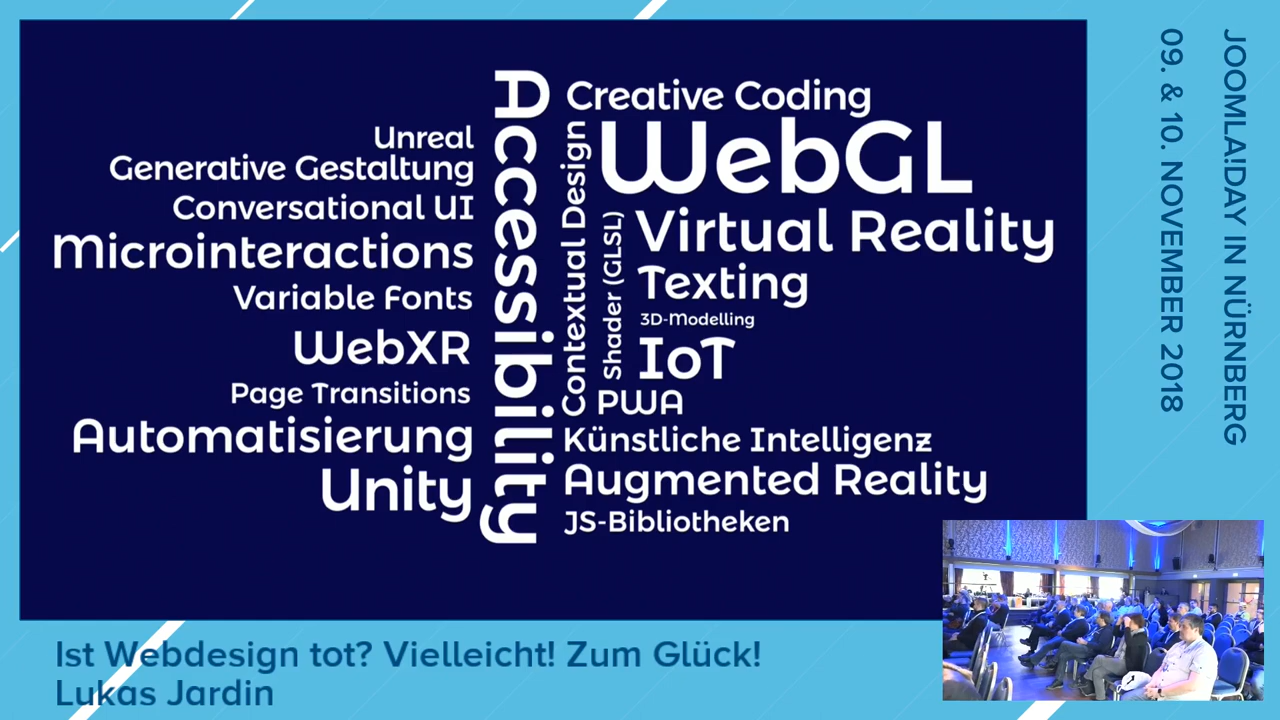 Unreal
Generative Gestaltung
Conversational UI
Microinteractions
Variable Fonts
WebXR
Page Transitions
Automatisierung
Unity
Accessibility
Contextual Design
Shader (GLSL)
Creative Coding
WebGL
Virtual Reality
Texting
3D-Modelling
IoT
PWA
Künstliche Intelligenz
Augmented Reality
JS-Bibliotheken
JOOMLA!DAY IN NÜRNBERG
09. & 10. NOVEMBER 2018
Ist Webdesign tot? Vielleicht! Zum Glück!
Lukas Jardin